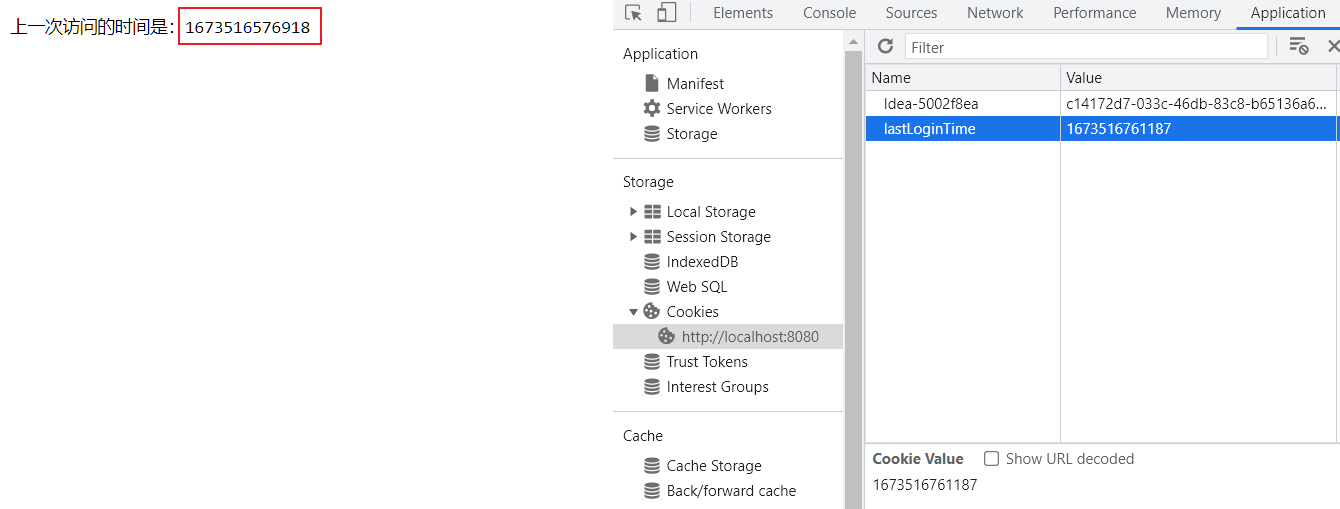 上一次访问的时间是：1673516576918
Elements Console Sources Network Performance Memory Application
Application
Manifest
Service Workers
Storage
Storage
Local Storage
Session Storage
IndexedDB
Web SQL
Cookies
http://localhost:8080
Trust Tokens
Interest Groups
Cache
Cache Storage
Back/forward cache
Filter
Name Value
Idea-5002f8ea c14172d7-033c-46db-83c8-b65136a6...
lastLoginTime 1673516761187
Cookie Value Show URL decoded
1673516761187